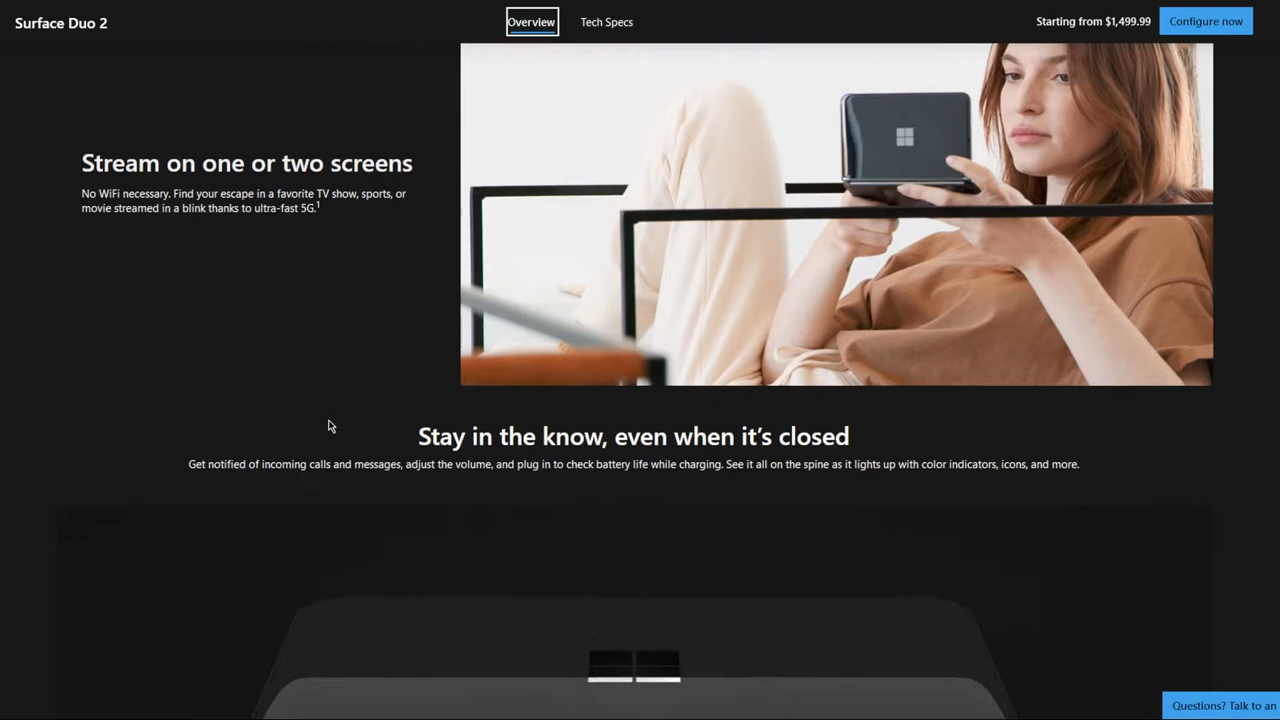 Surface Duo 2
Overview
Tech Specs
Starting from $1,499.99
Configure now
Stream on one or two screens
No WiFi necessary. Find your escape in a favorite TV show, sports, or
movie streamed in a blink thanks to ultra-fast 5G.1
Stay in the know, even when it’s closed
Get notified of incoming calls and messages, adjust the volume, and plug in to check battery life while charging. See it all on the spine as it lights up with color indicators, icons, and more.
Questions? Talk to an